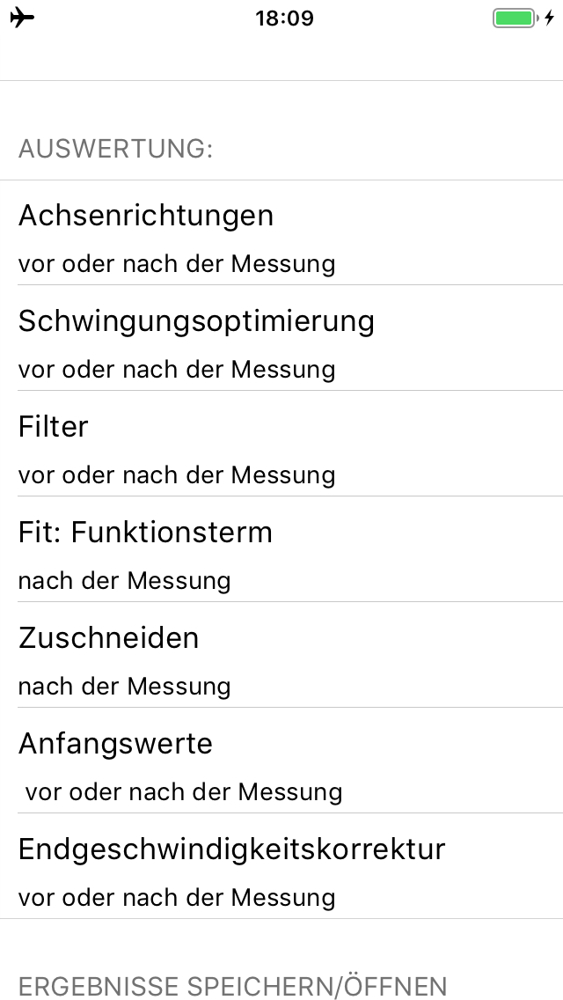 18:09
AUSWERTUNG:
Achsenrichtungen
vor oder nach der Messung
Schwingungsoptimierung
vor oder nach der Messung
Filter
vor oder nach der Messung
Fit: Funktionsterm
nach der Messung
Zuschneiden
nach der Messung
Anfangswerte
vor oder nach der Messung
Endgeschwindigkeitskorrektur
vor oder nach der Messung
ERGEBNISSE SPEICHERN/ÖFFNEN